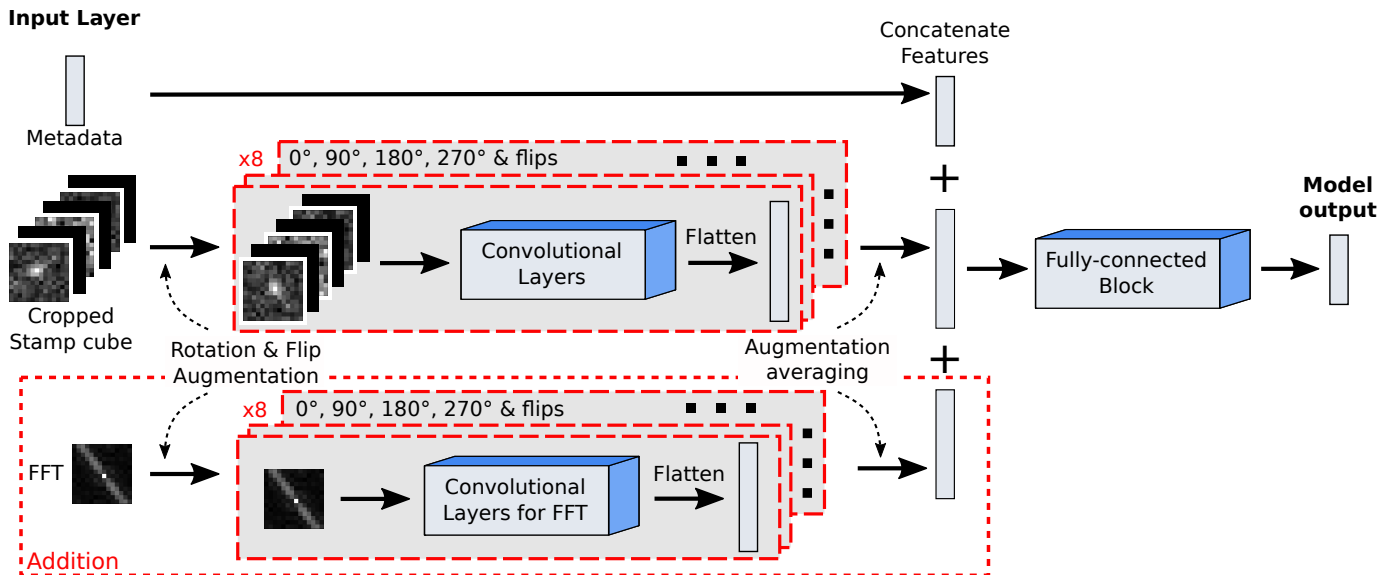 Input Layer
Concatenate
Features
Metadata
x8
0°, 90°, 180°, 270° & flips
Convolutional
Layers
Flatten
Model
output
Fully-connected
Block
Cropped
Stamp cube
Rotation & Flip
Augmentation
Augmentation
averaging
x8
0°, 90°, 180°, 270° & flips
FFT
Convolutional
Layers for FFT
Flatten
Addition